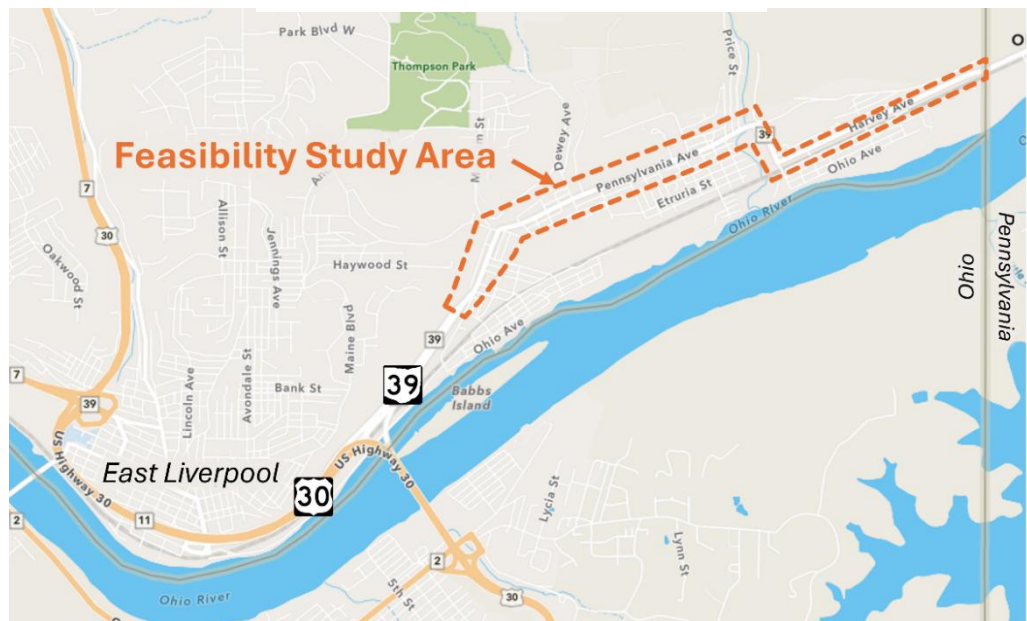 Park Blvd W
Thompson Park
Price St
O
Dewey Ave
39
Harvey Ave
Feasibility Study Area
Pennsylvania Ave
Ohio Ave
7
Etruria St
Ohio River
30
Allison St
Jennings Ave
Oakwood St
Haywood St
Ohio
Pennsylvania
Maine Blvd
39
Ohio Ave
7
39
Babbs
Island
39
Lincoln Ave
Avondale St
Bank St
US Highway 30
US Highway 30
US Highway 30
East Liverpool
30
11
2
Lycia St
Lynn St
2
5th St
30
Ohio River